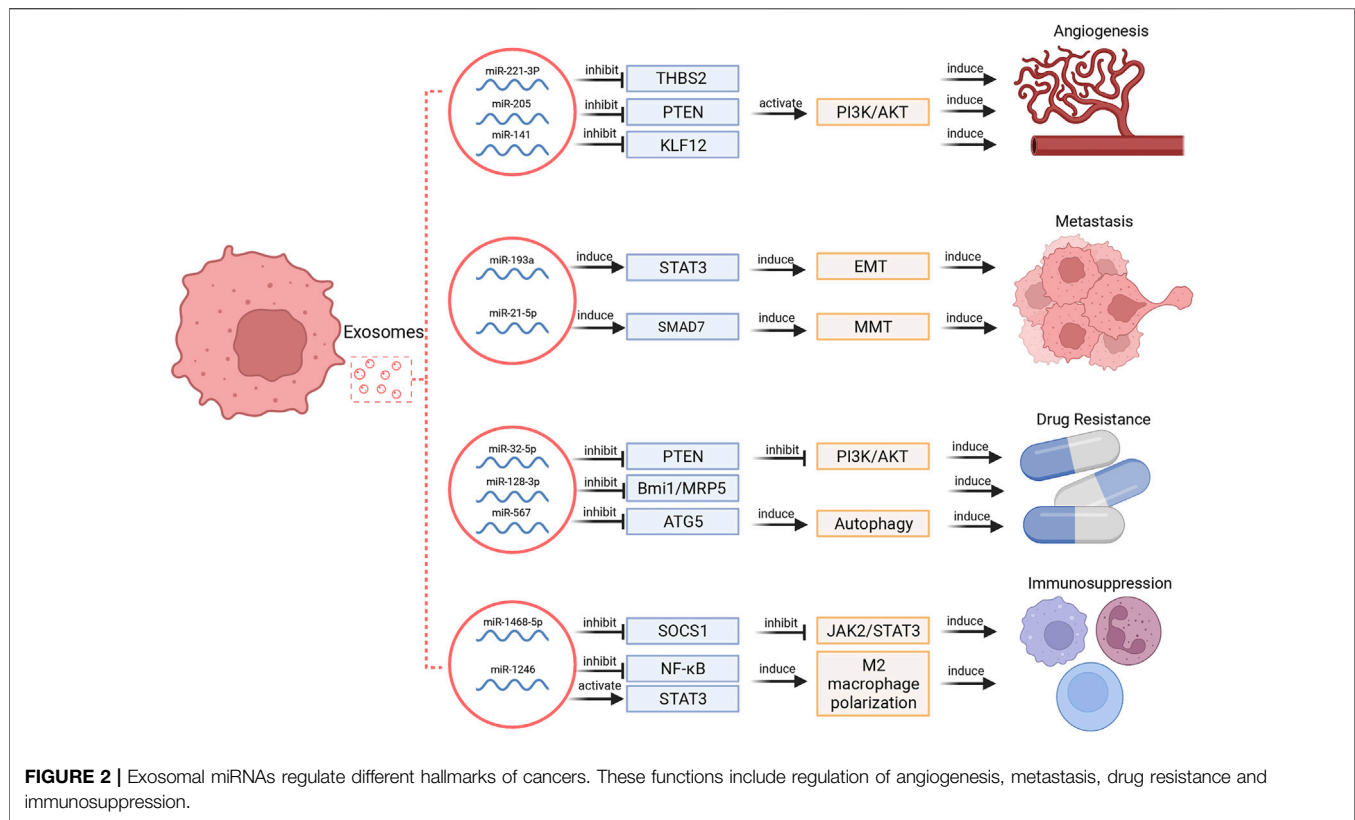 Angiogenesis
miR-221-3P
inhibit
THBS2
induce
miR-205
inhibit
PTEN
activate
PI3K/AKT
induce
miR-141
inhibit
KLF12
induce
Metastasis
miR-193a
induce
STAT3
induce
EMT
induce
miR-21-5p
induce
SMAD7
induce
MMT
induce
Exosomes
Drug Resistance
miR-32-5p
inhibit
PTEN
inhibit
PI3K/AKT
induce
miR-128-3p
inhibit
Bmi1/MRP5
induce
miR-567
inhibit
ATG5
induce
Autophagy
induce
Immunosuppression
miR-1468-5p
inhibit
SOCS1
inhibit
JAK2/STAT3
induce
miR-1246
inhibit
NF-κB
activate
STAT3
induce
M2
macrophage
polarization
induce
FIGURE 2 | Exosomal miRNAs regulate different hallmarks of cancers. These functions include regulation of angiogenesis, metastasis, drug resistance and
immunosuppression.